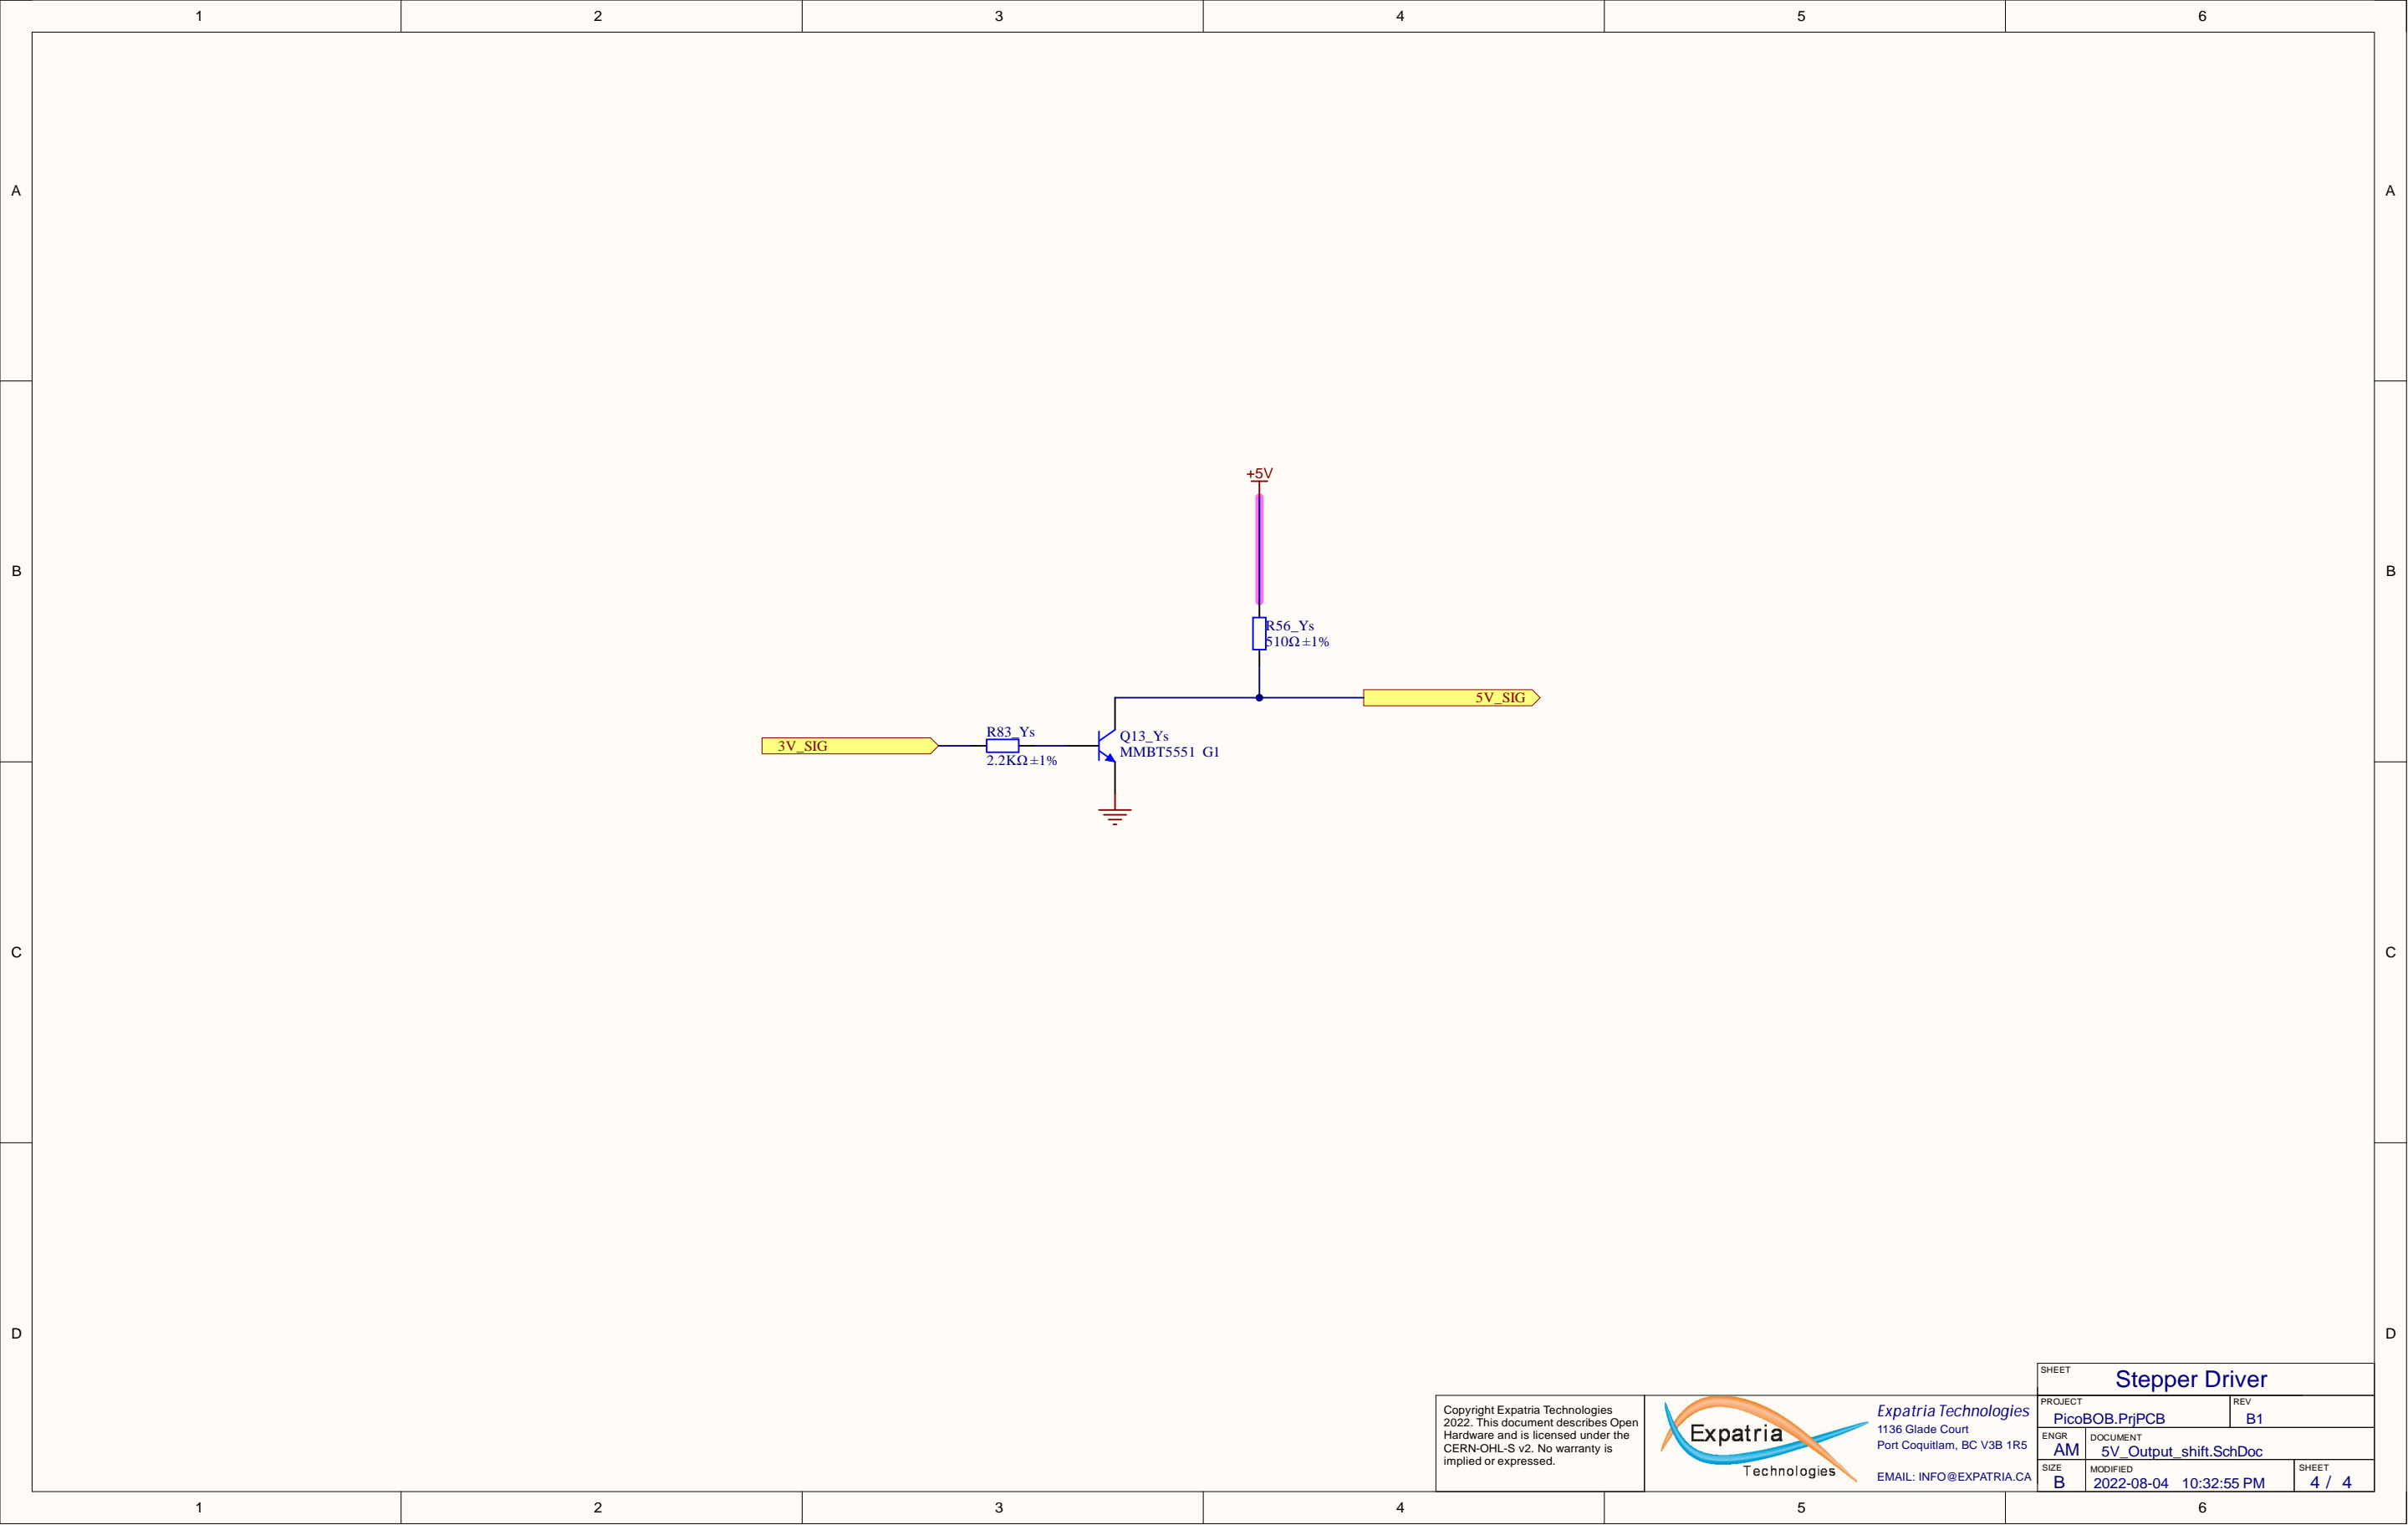 1 2 3 4 5 6
A A
+5V
B B
R56_Ys
510Ω±1%
5V_SIG
R83_Ys
Q13_Ys
3V_SIG
MMBT5551 G1
2.2KΩ±1%
C C
D D
SHEET
Stepper Driver
Copyright Expatria Technologies
2022. This document describes Open
Hardware and is licensed under the
CERN-OHL-S v2. No warranty is
implied or expressed.
Expatria
Technologies
Expatria Technologies
1136 Glade Court
Port Coquitlam, BC V3B 1R5
EMAIL: INFO@EXPATRIA.CA
PROJECT
PicoBOB.PrjPCB
REV
B1
ENGR
AM
DOCUMENT
5V_Output_shift.SchDoc
SIZE
B
MODIFIED
2022-08-04 10:32:55 PM
SHEET
4 / 4
1 2 3 4 5 6